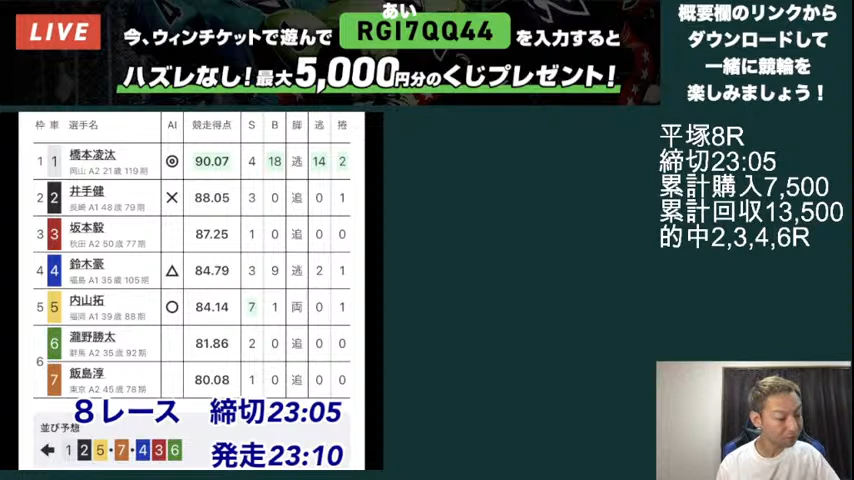 LIVE
あい
今、ウィンチケットで遊んで RGI7QQ44 を入力すると
ハズレなし!最大5,000円分のくじプレゼント!
概要欄のリンクから
ダウンロードして
一緒に競輪を
楽しみましょう!
平塚8R
締切23:05
累計購入7,500
累計回収13,500
的中2,3,4,6R
枠 車 選手名 AI 競走得点 S B 脚 逃 捲
1 1 橋本凌汰 ◎ 90.07 4 18 逃 14 2
岡山 A2 21歳 119期
2 2 井手健 × 88.05 3 0 追 0 1
長崎 A1 48歳 79期
3 3 坂本毅 87.25 1 0 追 0 0
秋田 A2 50歳 77期
4 4 鈴木豪 △ 84.79 3 9 逃 2 1
福島 A1 35歳 105期
5 5 内山拓 ○ 84.14 7 1 両 0 1
福岡 A1 39歳 88期
6 6 瀧野勝太 81.86 2 0 追 0 0
群馬 A2 35歳 92期
7 飯島淳 80.08 1 0 追 0 0
東京 A2 45歳 78期
8レース 締切23:05
並び予想
← 1 2 5・7・4 3 6 発走23:10